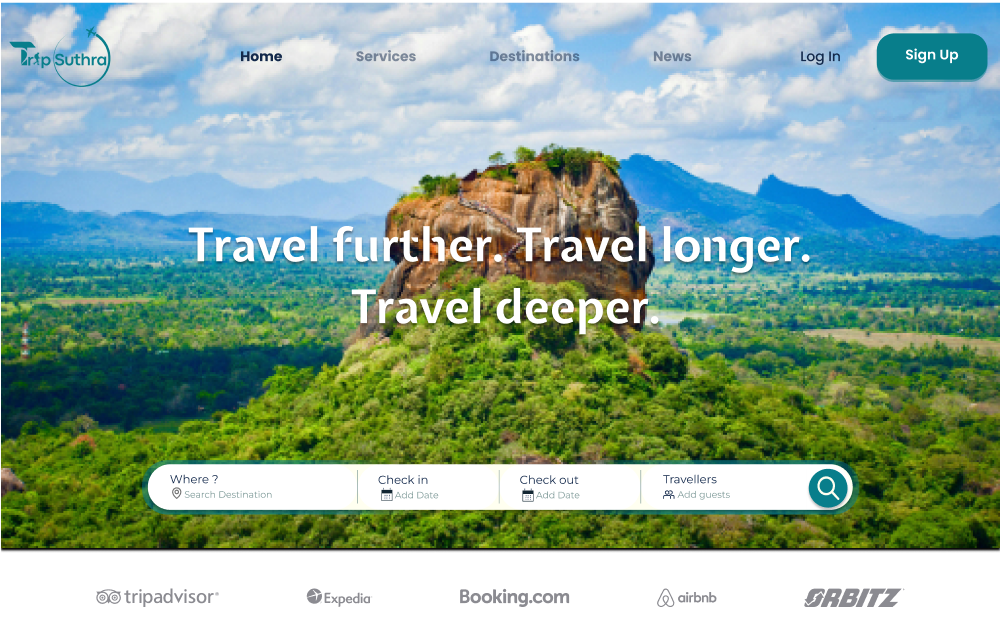 Trip Suthra
Home Services Destinations News Log In Sign Up
Travel further. Travel longer.
Travel deeper.
Where ? Check in Check out Travellers
Search Destination Add Date Add Date Add guests
tripadvisor® Expedia Booking.com airbnb ORBITZ